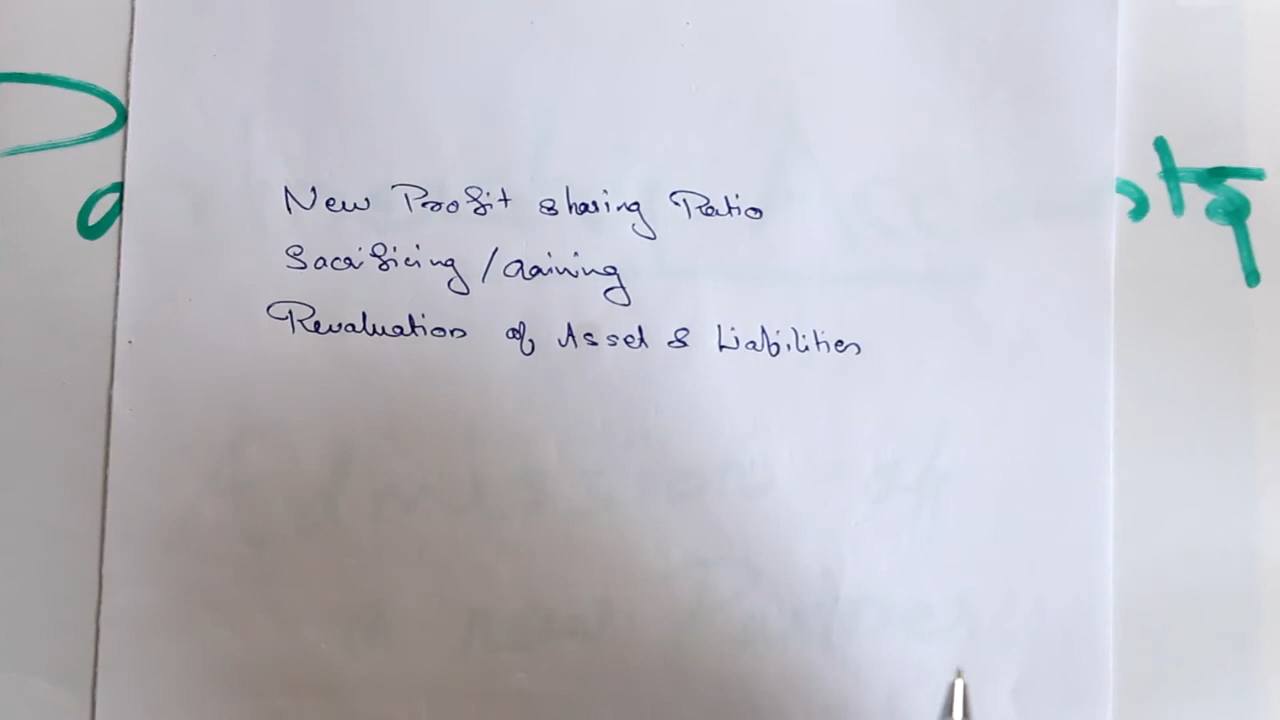 New Profit sharing Ratio
Sacrificing / Gaining
Revaluation of Asset & Liabilities